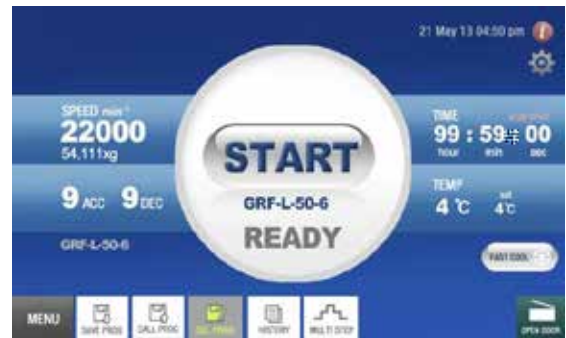 21 May 13 04:50 pm
SPEED min⁻¹
22000
54,111xg
9 ACC 9 DEC
GRF-L-50-6
START
GRF-L-50-6
READY
TIME
99 : 59 : 00
hour min sec
TEMP set
4 ℃ 4℃
FAST COOL
MENU
SAVE PROG
CALL PROG
HISTORY
MULTI STEP
OPEN DOOR